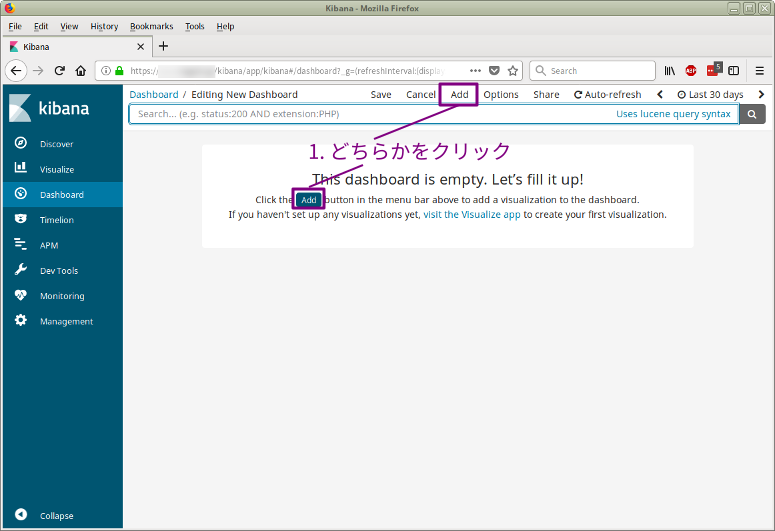 Kibana - Mozilla Firefox
File Edit View History Bookmarks Tools Help
Kibana
https:// /kibana/app/kibana#/dashboard?_g=(refreshInterval:(displa
Search
ABP
5
kibana
Dashboard / Editing New Dashboard Save Cancel Add Options Share Auto-refresh Last 30 days
Search... (e.g. status:200 AND extension:PHP) Uses lucene query syntax
Discover
Visualize
Dashboard
Timelion
APM
Dev Tools
Monitoring
Management
Collapse
1. どちらかをクリック
This dashboard is empty. Let's fill it up!
Click the Add button in the menu bar above to add a visualization to the dashboard.
If you haven't set up any visualizations yet, visit the Visualize app to create your first visualization.